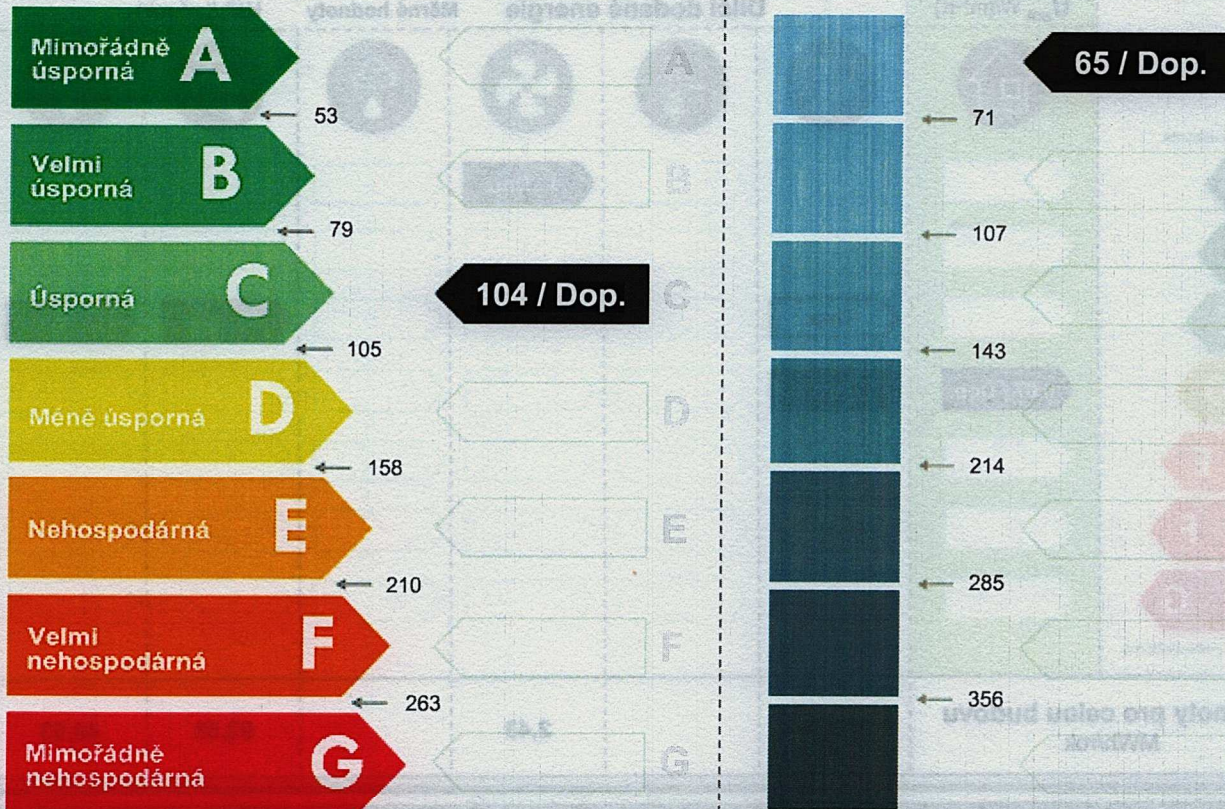 Mimořádně
úsporná
A
53
Velmi
úsporná
B
79
Úsporná
C
105
Méně úsporná
D
158
Nehospodárná
E
210
Velmi
nehospodárná
F
263
Mimořádně
nehospodárná
G
104 / Dop.
A
B
C
D
E
F
G
65 / Dop.
71
107
143
214
285
356